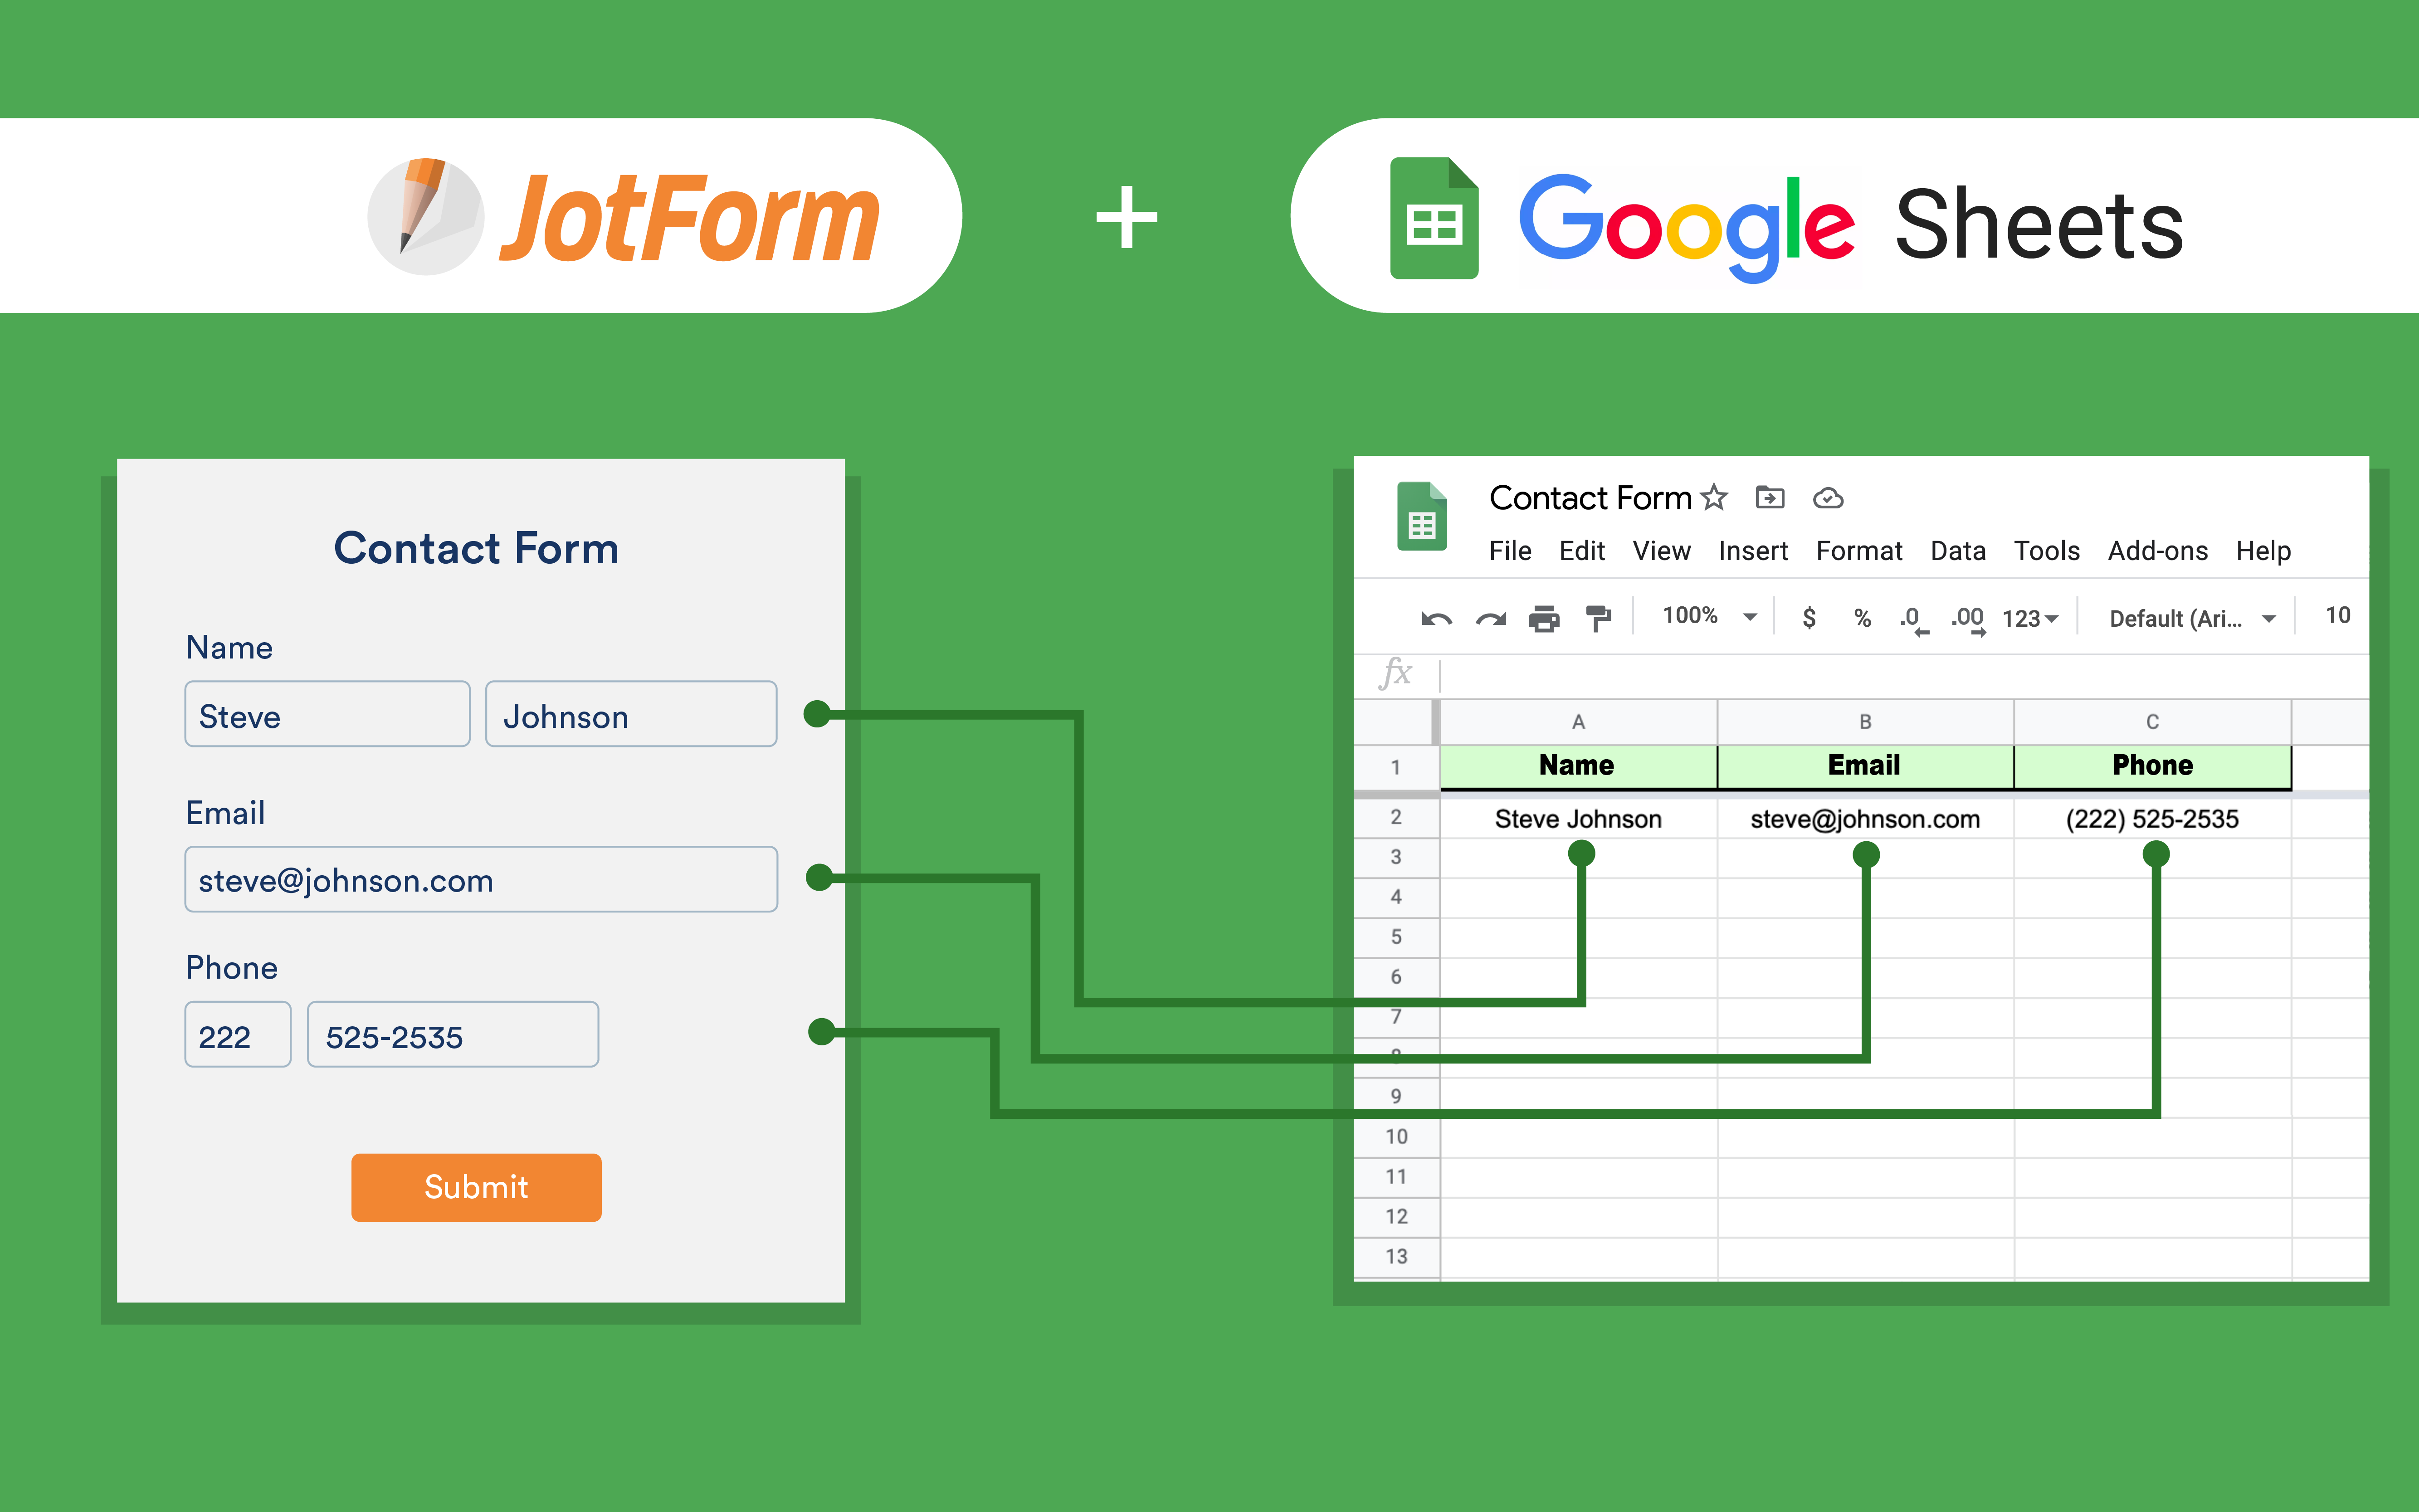 JotForm + Google Sheets
Contact Form
Name
Steve Johnson
Email
steve@johnson.com
Phone
222 525-2535
Submit
Contact Form
File Edit View Insert Format Data Tools Add-ons Help
100% $ % .0 .00 123 Default (Ari... 10
fx
A B C
1 Name Email Phone
2 Steve Johnson steve@johnson.com (222) 525-2535
3
4
5
6
7
8
9
10
11
12
13